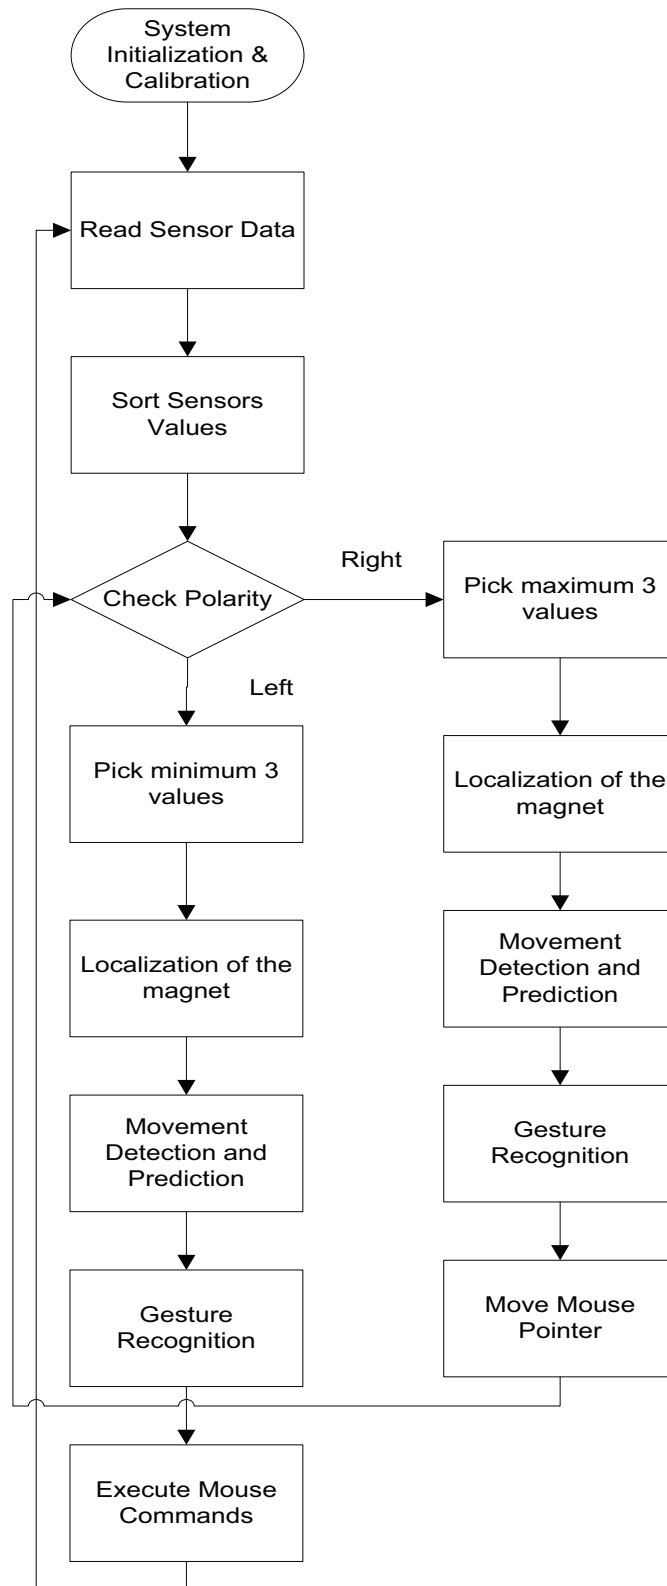 System
Initialization &
Calibration
Read Sensor Data
Sort Sensors
Values
Check Polarity
Right
Left
Pick minimum 3
values
Localization of the
magnet
Movement
Detection and
Prediction
Gesture
Recognition
Execute Mouse
Commands
Pick maximum 3
values
Localization of the
magnet
Movement
Detection and
Prediction
Gesture
Recognition
Move Mouse
Pointer